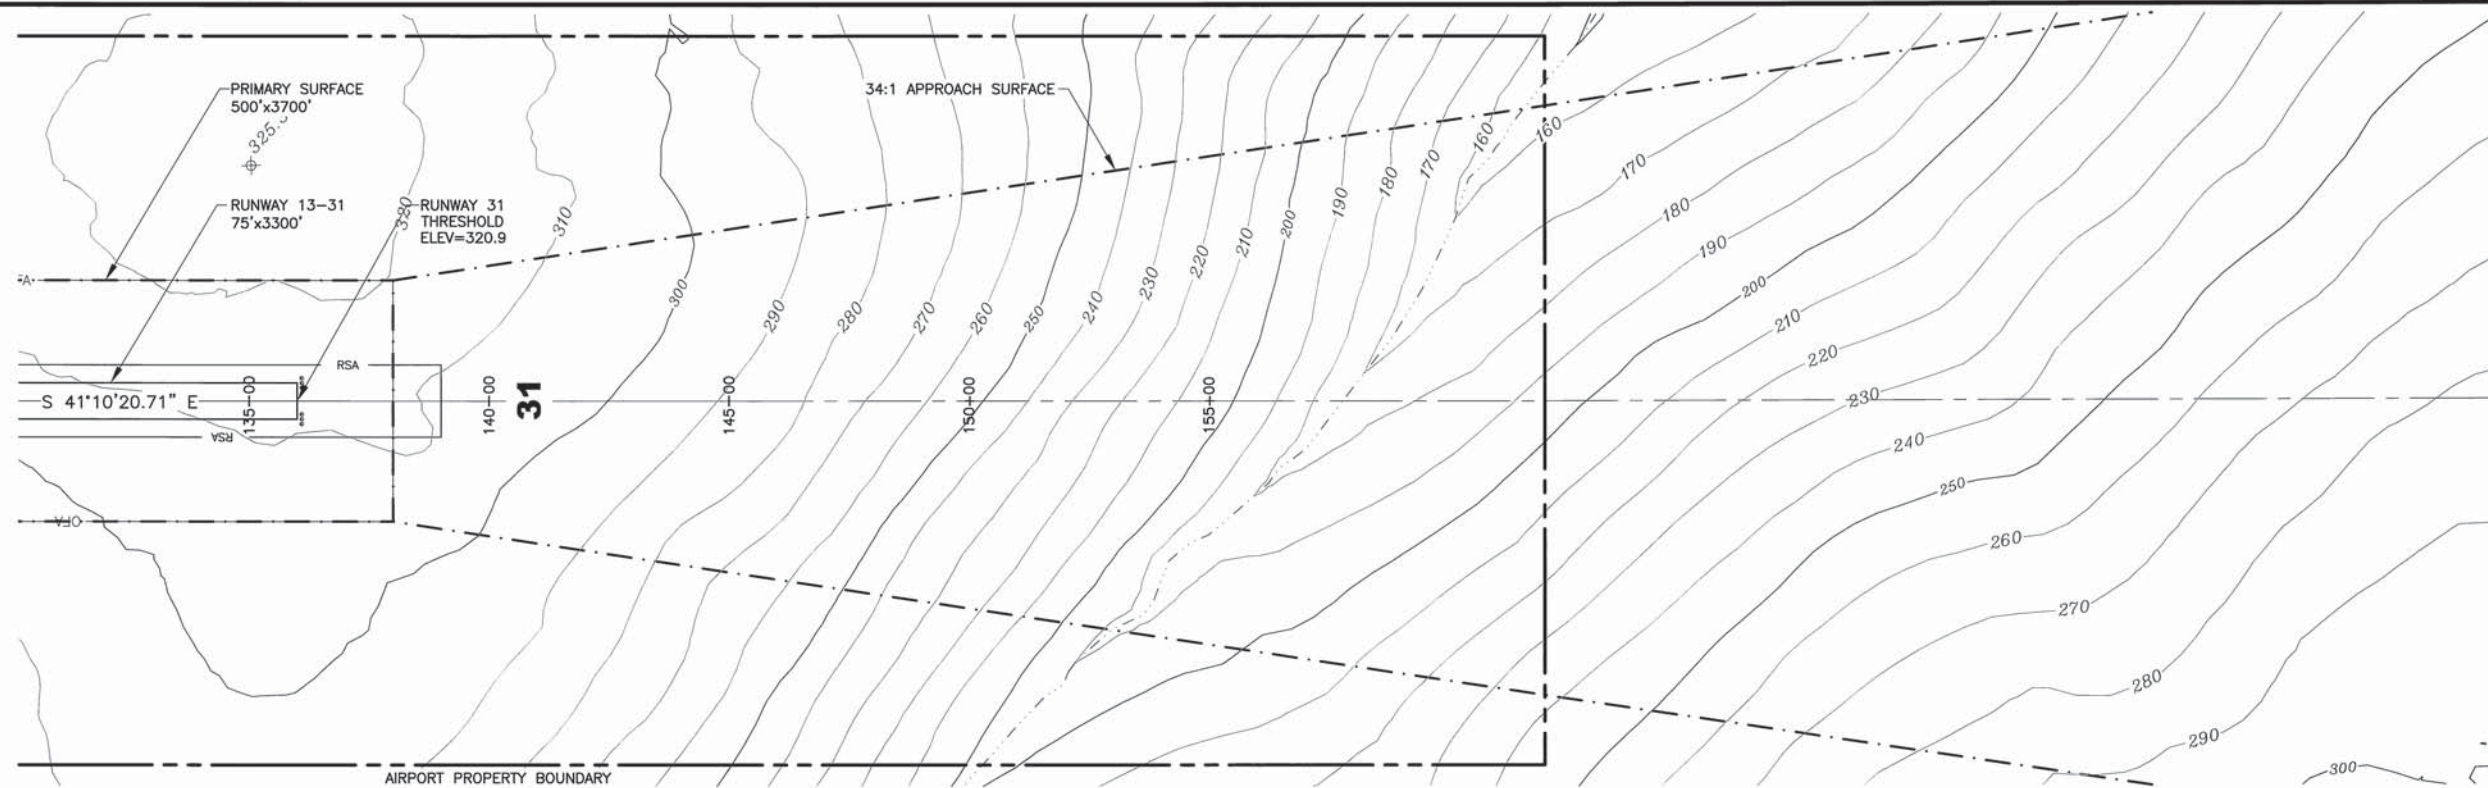 PRIMARY SURFACE
500'x3700'
34:1 APPROACH SURFACE
RUNWAY 13-31
75'x3300'
RUNWAY 31
THRESHOLD
ELEV=320.9
320
310
300
290
280
270
260
250
240
230
220
210
200
190
180
170
160
160
170
180
190
200
210
220
230
240
250
260
270
280
290
300
RSA
S 41°10'20.71" E
135+00
140+00
31
145+00
150+00
155+00
RSA
OFA
AIRPORT PROPERTY BOUNDARY